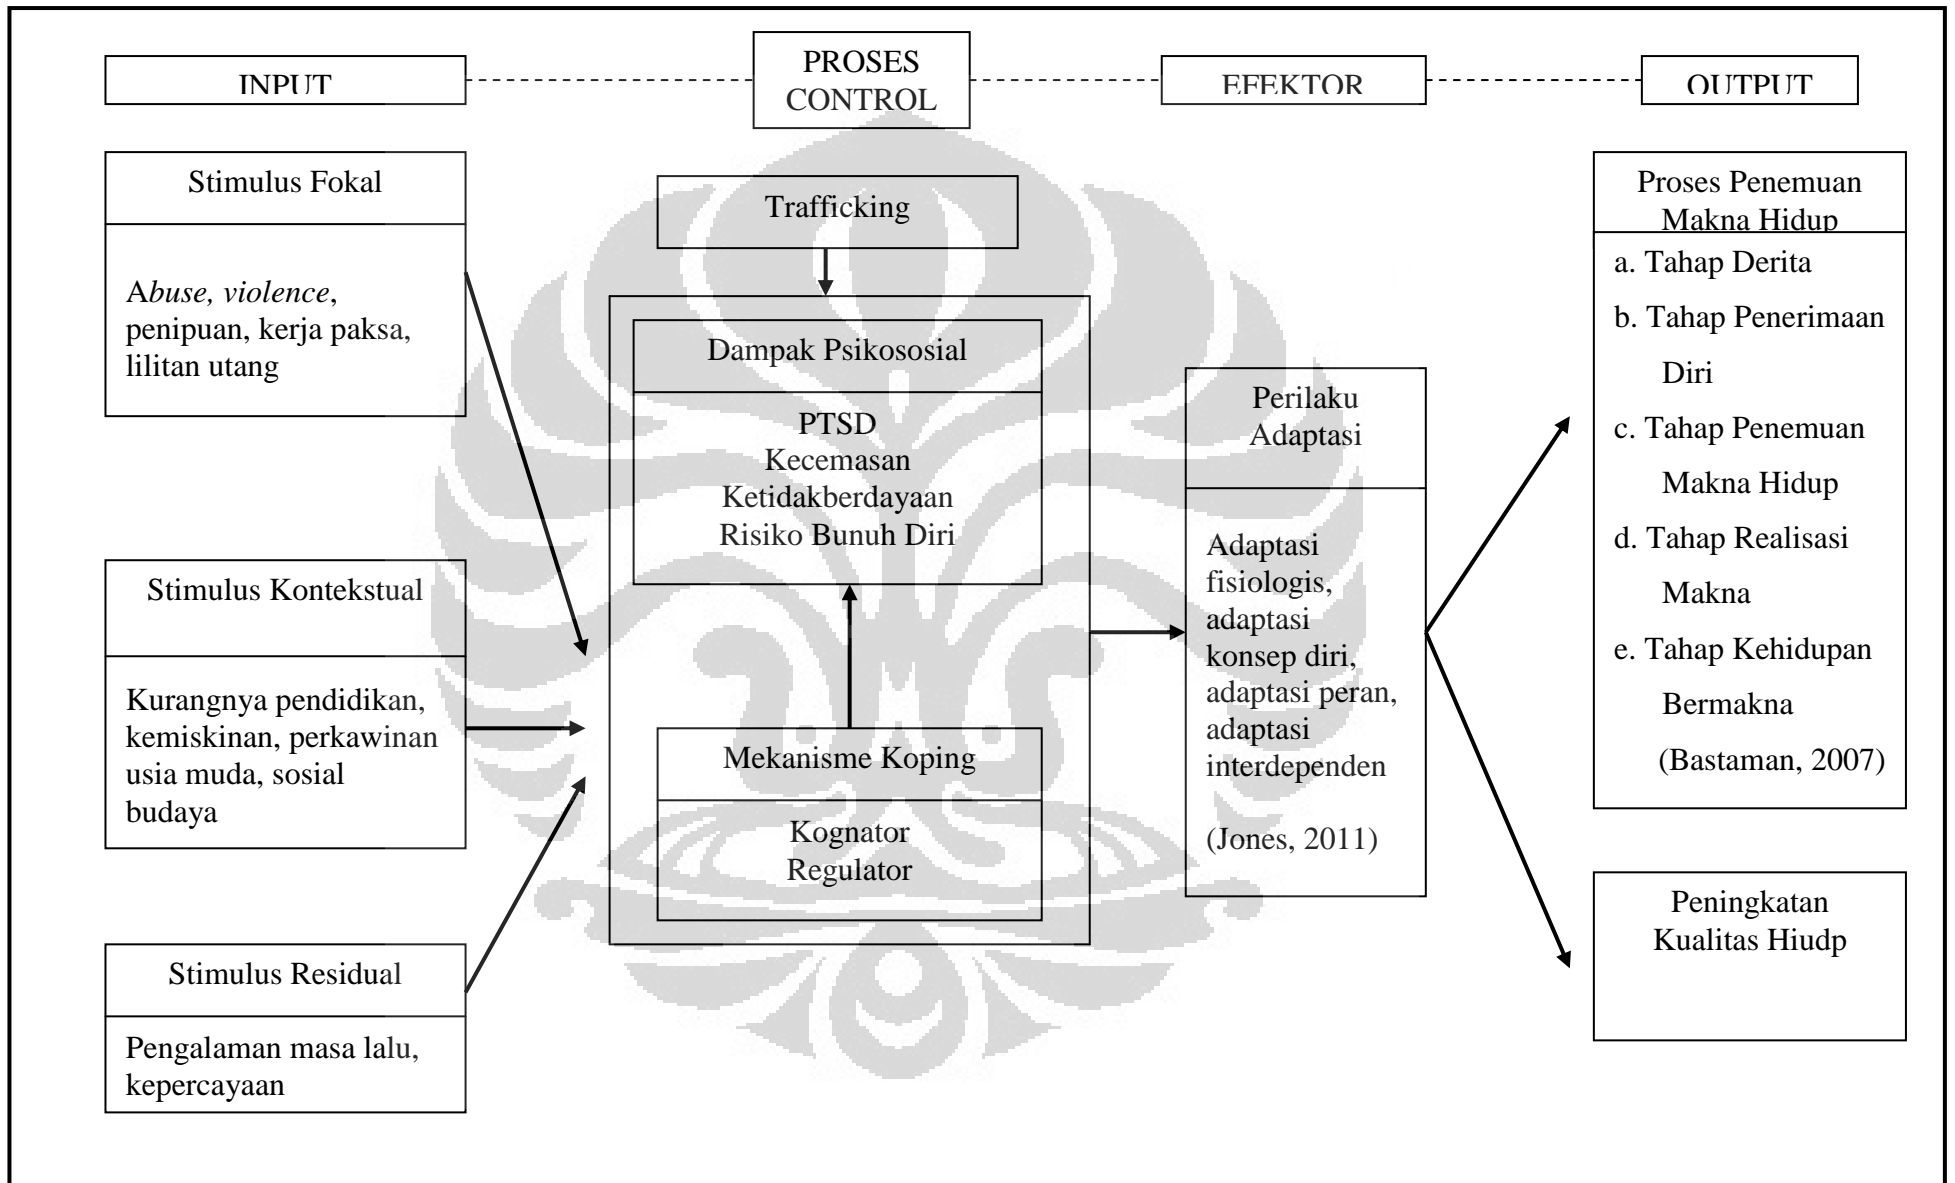 INPUT
PROSES
CONTROL
EFEKTOR
OUTPUT
Stimulus Fokal
Abuse, violence,
penipuan, kerja paksa,
lilitan utang
Stimulus Kontekstual
Kurangnya pendidikan,
kemiskinan, perkawinan
usia muda, sosial
budaya
Stimulus Residual
Pengalaman masa lalu,
kepercayaan
Trafficking
Dampak Psikososial
PTSD
Kecemasan
Ketidakberdayaan
Risiko Bunuh Diri
Mekanisme Koping
Kognator
Regulator
Perilaku
Adaptasi
Adaptasi
fisiologis,
adaptasi
konsep diri,
adaptasi peran,
adaptasi
interdependen
(Jones, 2011)
Proses Penemuan
Makna Hidup
a. Tahap Derita
b. Tahap Penerimaan
Diri
c. Tahap Penemuan
Makna Hidup
d. Tahap Realisasi
Makna
e. Tahap Kehidupan
Bermakna
(Bastaman, 2007)
Peningkatan
Kualitas Hiudp